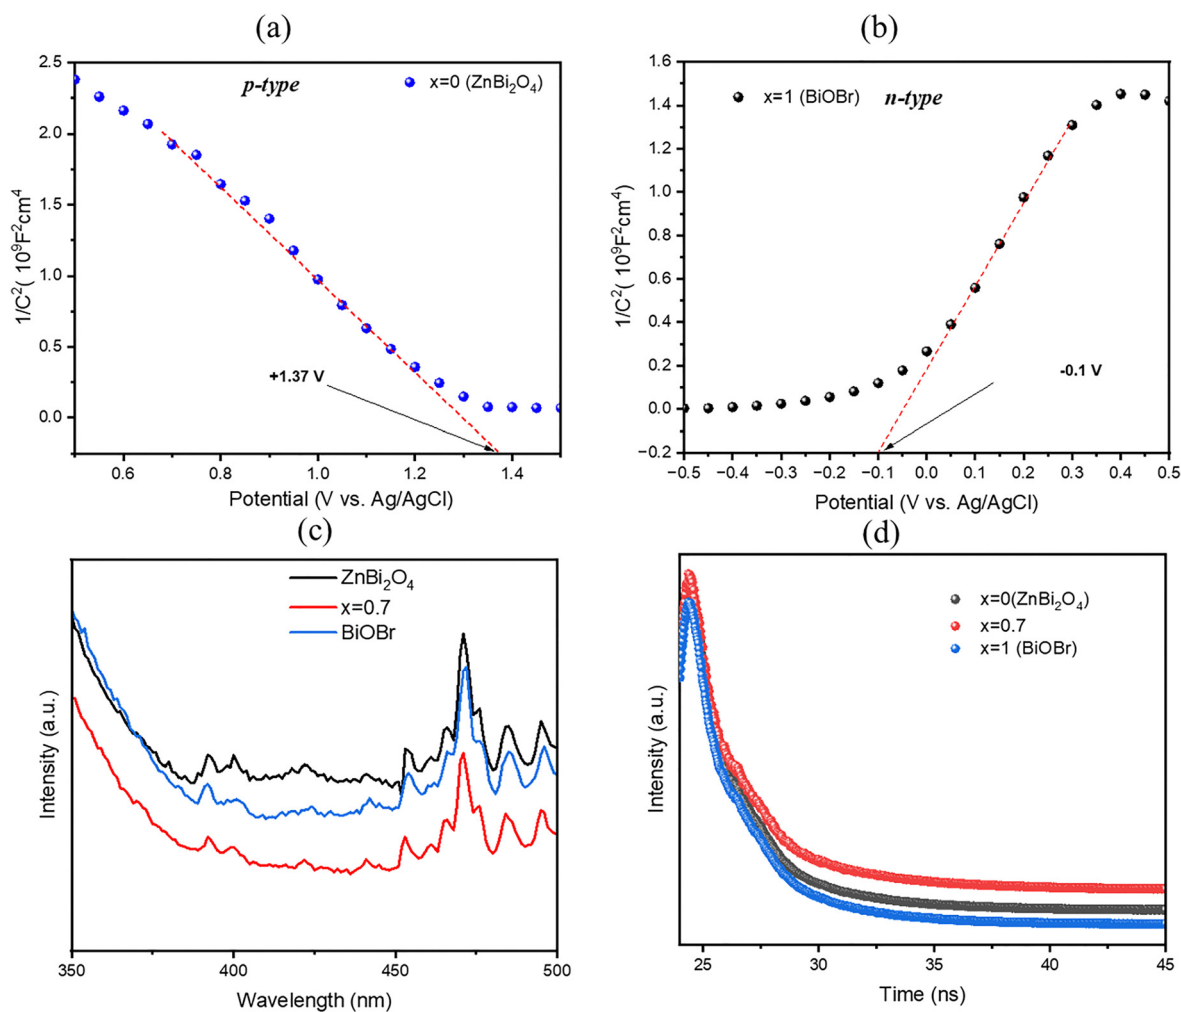 (a)
p-type
x=0 (ZnBi₂O₄)
2.5
2.0
1.5
1.0
0.5
0.0
1/C²( 10⁹F²cm⁴)
+1.37 V
0.6
0.8
1.0
1.2
1.4
Potential (V vs. Ag/AgCl)
(b)
x=1 (BiOBr)
n-type
1.6
1.4
1.2
1.0
0.8
0.6
0.4
0.2
0.0
−0.2
1/C²( 10⁹F²cm⁴)
-0.1 V
−0.5
−0.4
−0.3
−0.2
−0.1
0.0
0.1
0.2
0.3
0.4
0.5
Potential (V vs. Ag/AgCl)
(c)
ZnBi₂O₄
x=0.7
BiOBr
Intensity (a.u.)
350
400
450
500
Wavelength (nm)
(d)
x=0(ZnBi₂O₄)
x=0.7
x=1 (BiOBr)
Intensity (a.u.)
25
30
35
40
45
Time (ns)